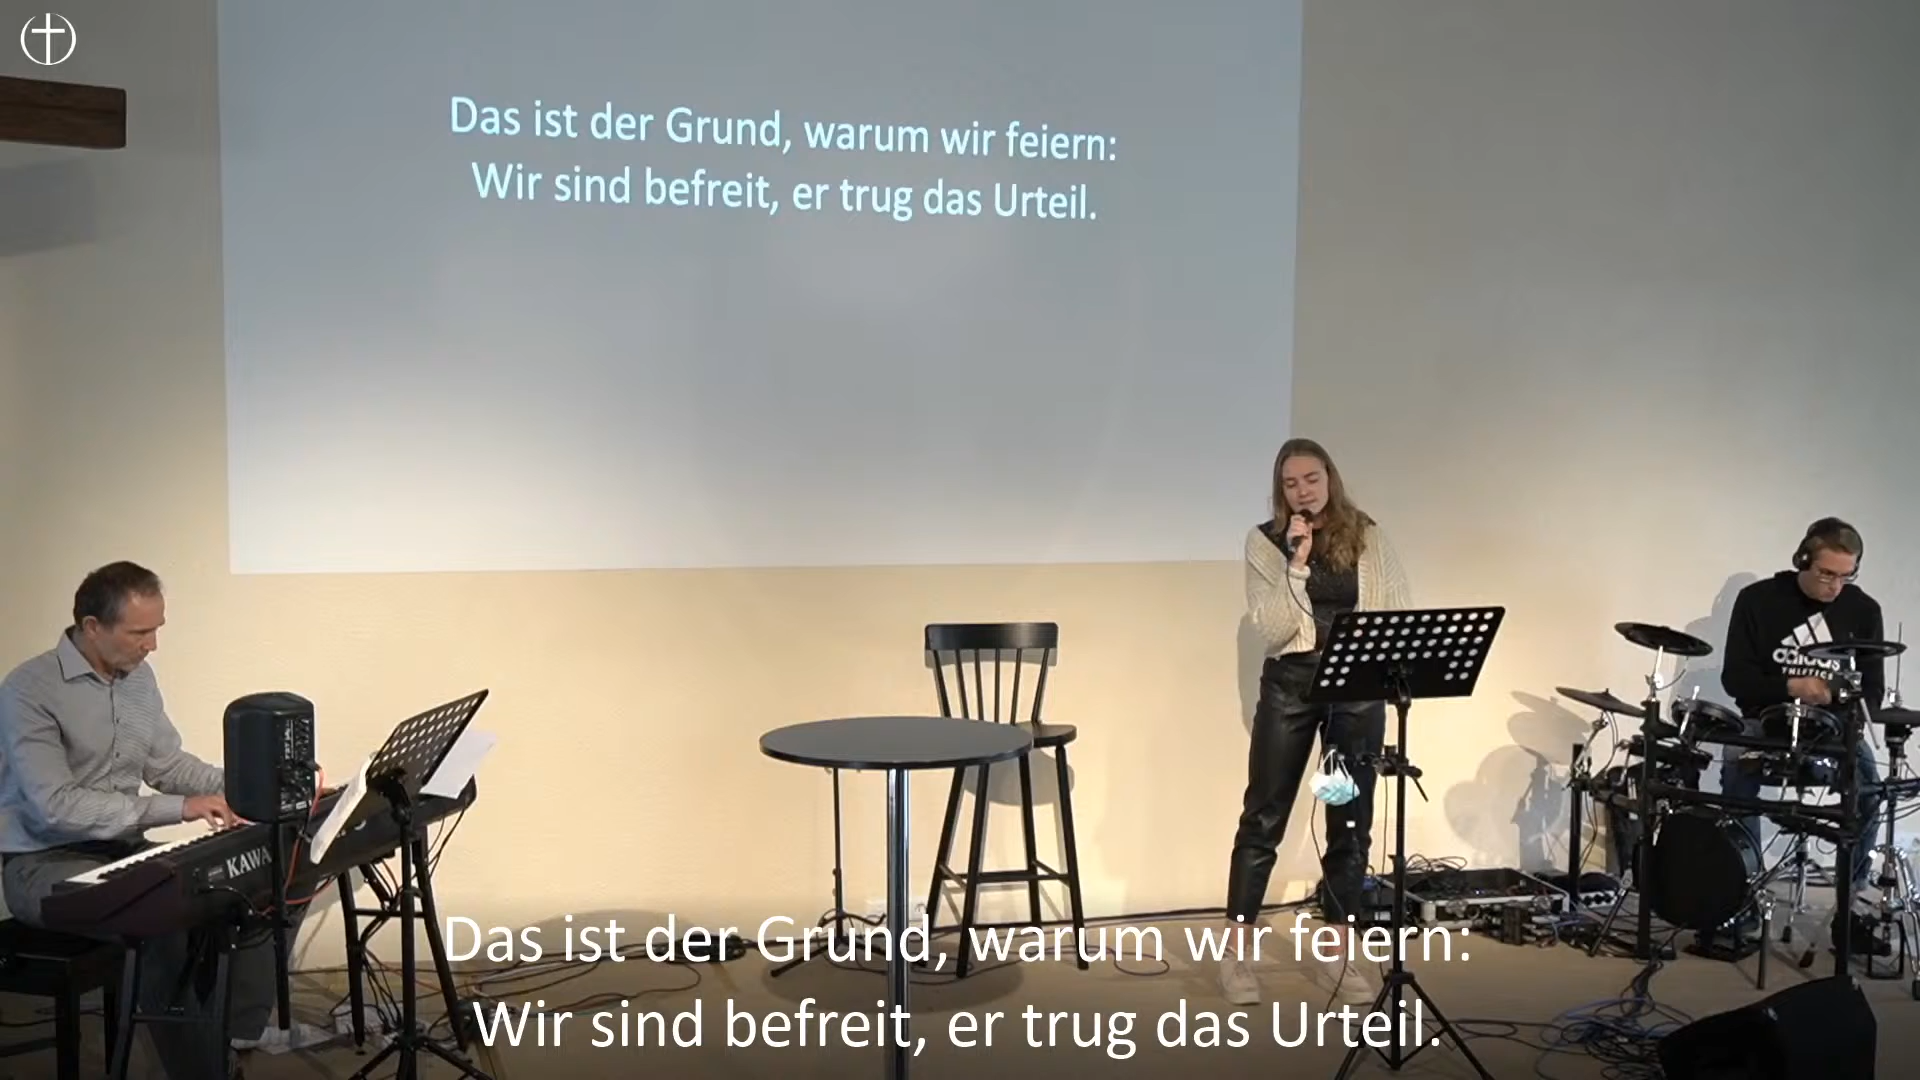 Das ist der Grund, warum wir feiern:
Wir sind befreit, er trug das Urteil.
adidas
KAWA
Das ist der Grund, warum wir feiern:
Wir sind befreit, er trug das Urteil.